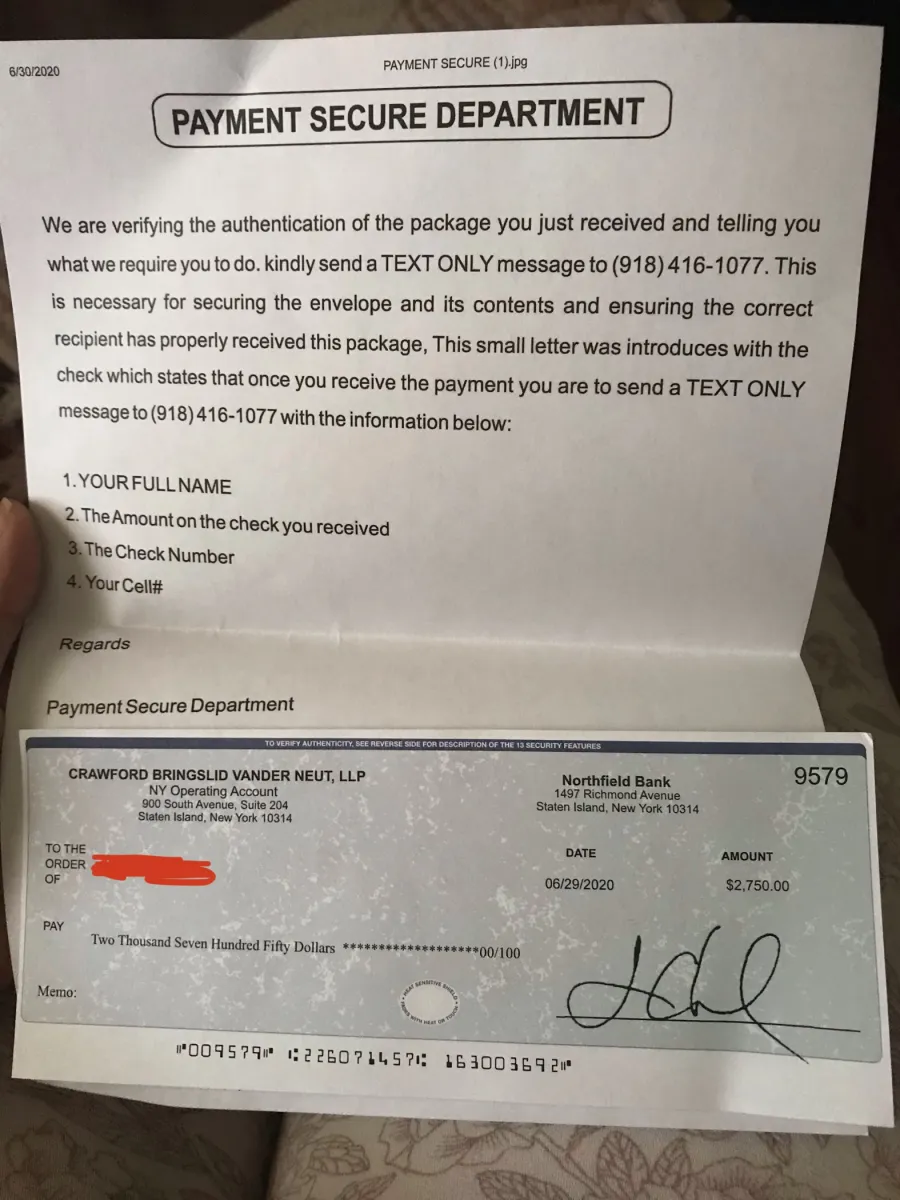 6/30/2020
PAYMENT SECURE (1).jpg
PAYMENT SECURE DEPARTMENT
We are verifying the authentication of the package you just received and telling you
what we require you to do. kindly send a TEXT ONLY message to (918) 416-1077. This
is necessary for securing the envelope and its contents and ensuring the correct
recipient has properly received this package, This small letter was introduces with the
check which states that once you receive the payment you are to send a TEXT ONLY
message to (918) 416-1077 with the information below:
1. YOUR FULL NAME
2. The Amount on the check you received
3. The Check Number
4. Your Cell#
Regards
Payment Secure Department
TO VERIFY AUTHENTICITY, SEE REVERSE SIDE FOR DESCRIPTION OF THE 13 SECURITY FEATURES
CRAWFORD BRINGSLID VANDER NEUT, LLP
NY Operating Account
900 South Avenue, Suite 204
Staten Island, New York 10314
Northfield Bank
1497 Richmond Avenue
Staten Island, New York 10314
9579
TO THE
ORDER
OF
DATE
AMOUNT
06/29/2020
$2,750.00
PAY
Two Thousand Seven Hundred Fifty Dollars *******************00/100
Memo:
HEAT SENSITIVE SHIELD
⑈009579⑈ ⑆226071457⑆ 163003692⑈